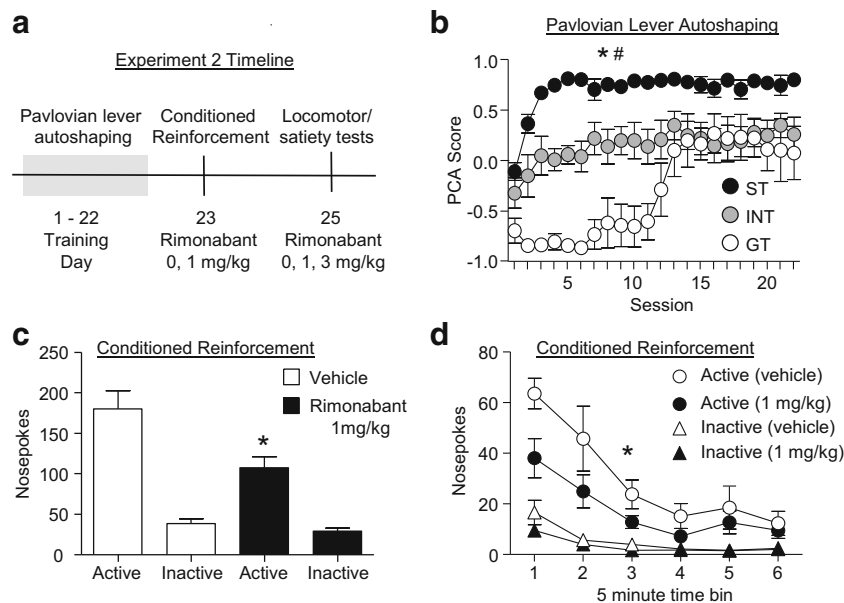 a
Experiment 2 Timeline
Pavlovian lever
autoshaping
Conditioned
Reinforcement
Locomotor/
satiety tests
1 - 22
Training
Day
23
Rimonabant
0, 1 mg/kg
25
Rimonabant
0, 1, 3 mg/kg
b
Pavlovian Lever Autoshaping
* #
PCA Score
1.0
0.5
0.0
-0.5
-1.0
ST
INT
GT
5 10 15 20
Session
c
Conditioned Reinforcement
Nosepokes
250
200
150
100
50
0
Vehicle
Rimonabant
1mg/kg
*
Active Inactive Active Inactive
d
Conditioned Reinforcement
Nosepokes
80
60
40
20
0
Active (vehicle)
Active (1 mg/kg)
Inactive (vehicle)
Inactive (1 mg/kg)
*
1 2 3 4 5 6
5 minute time bin